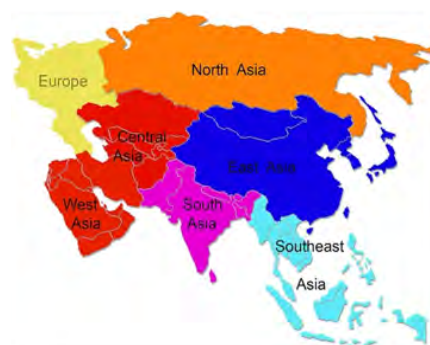 North Asia
Europe
Central
Asia
East Asia
West
Asia
South
Asia
Southeast
Asia